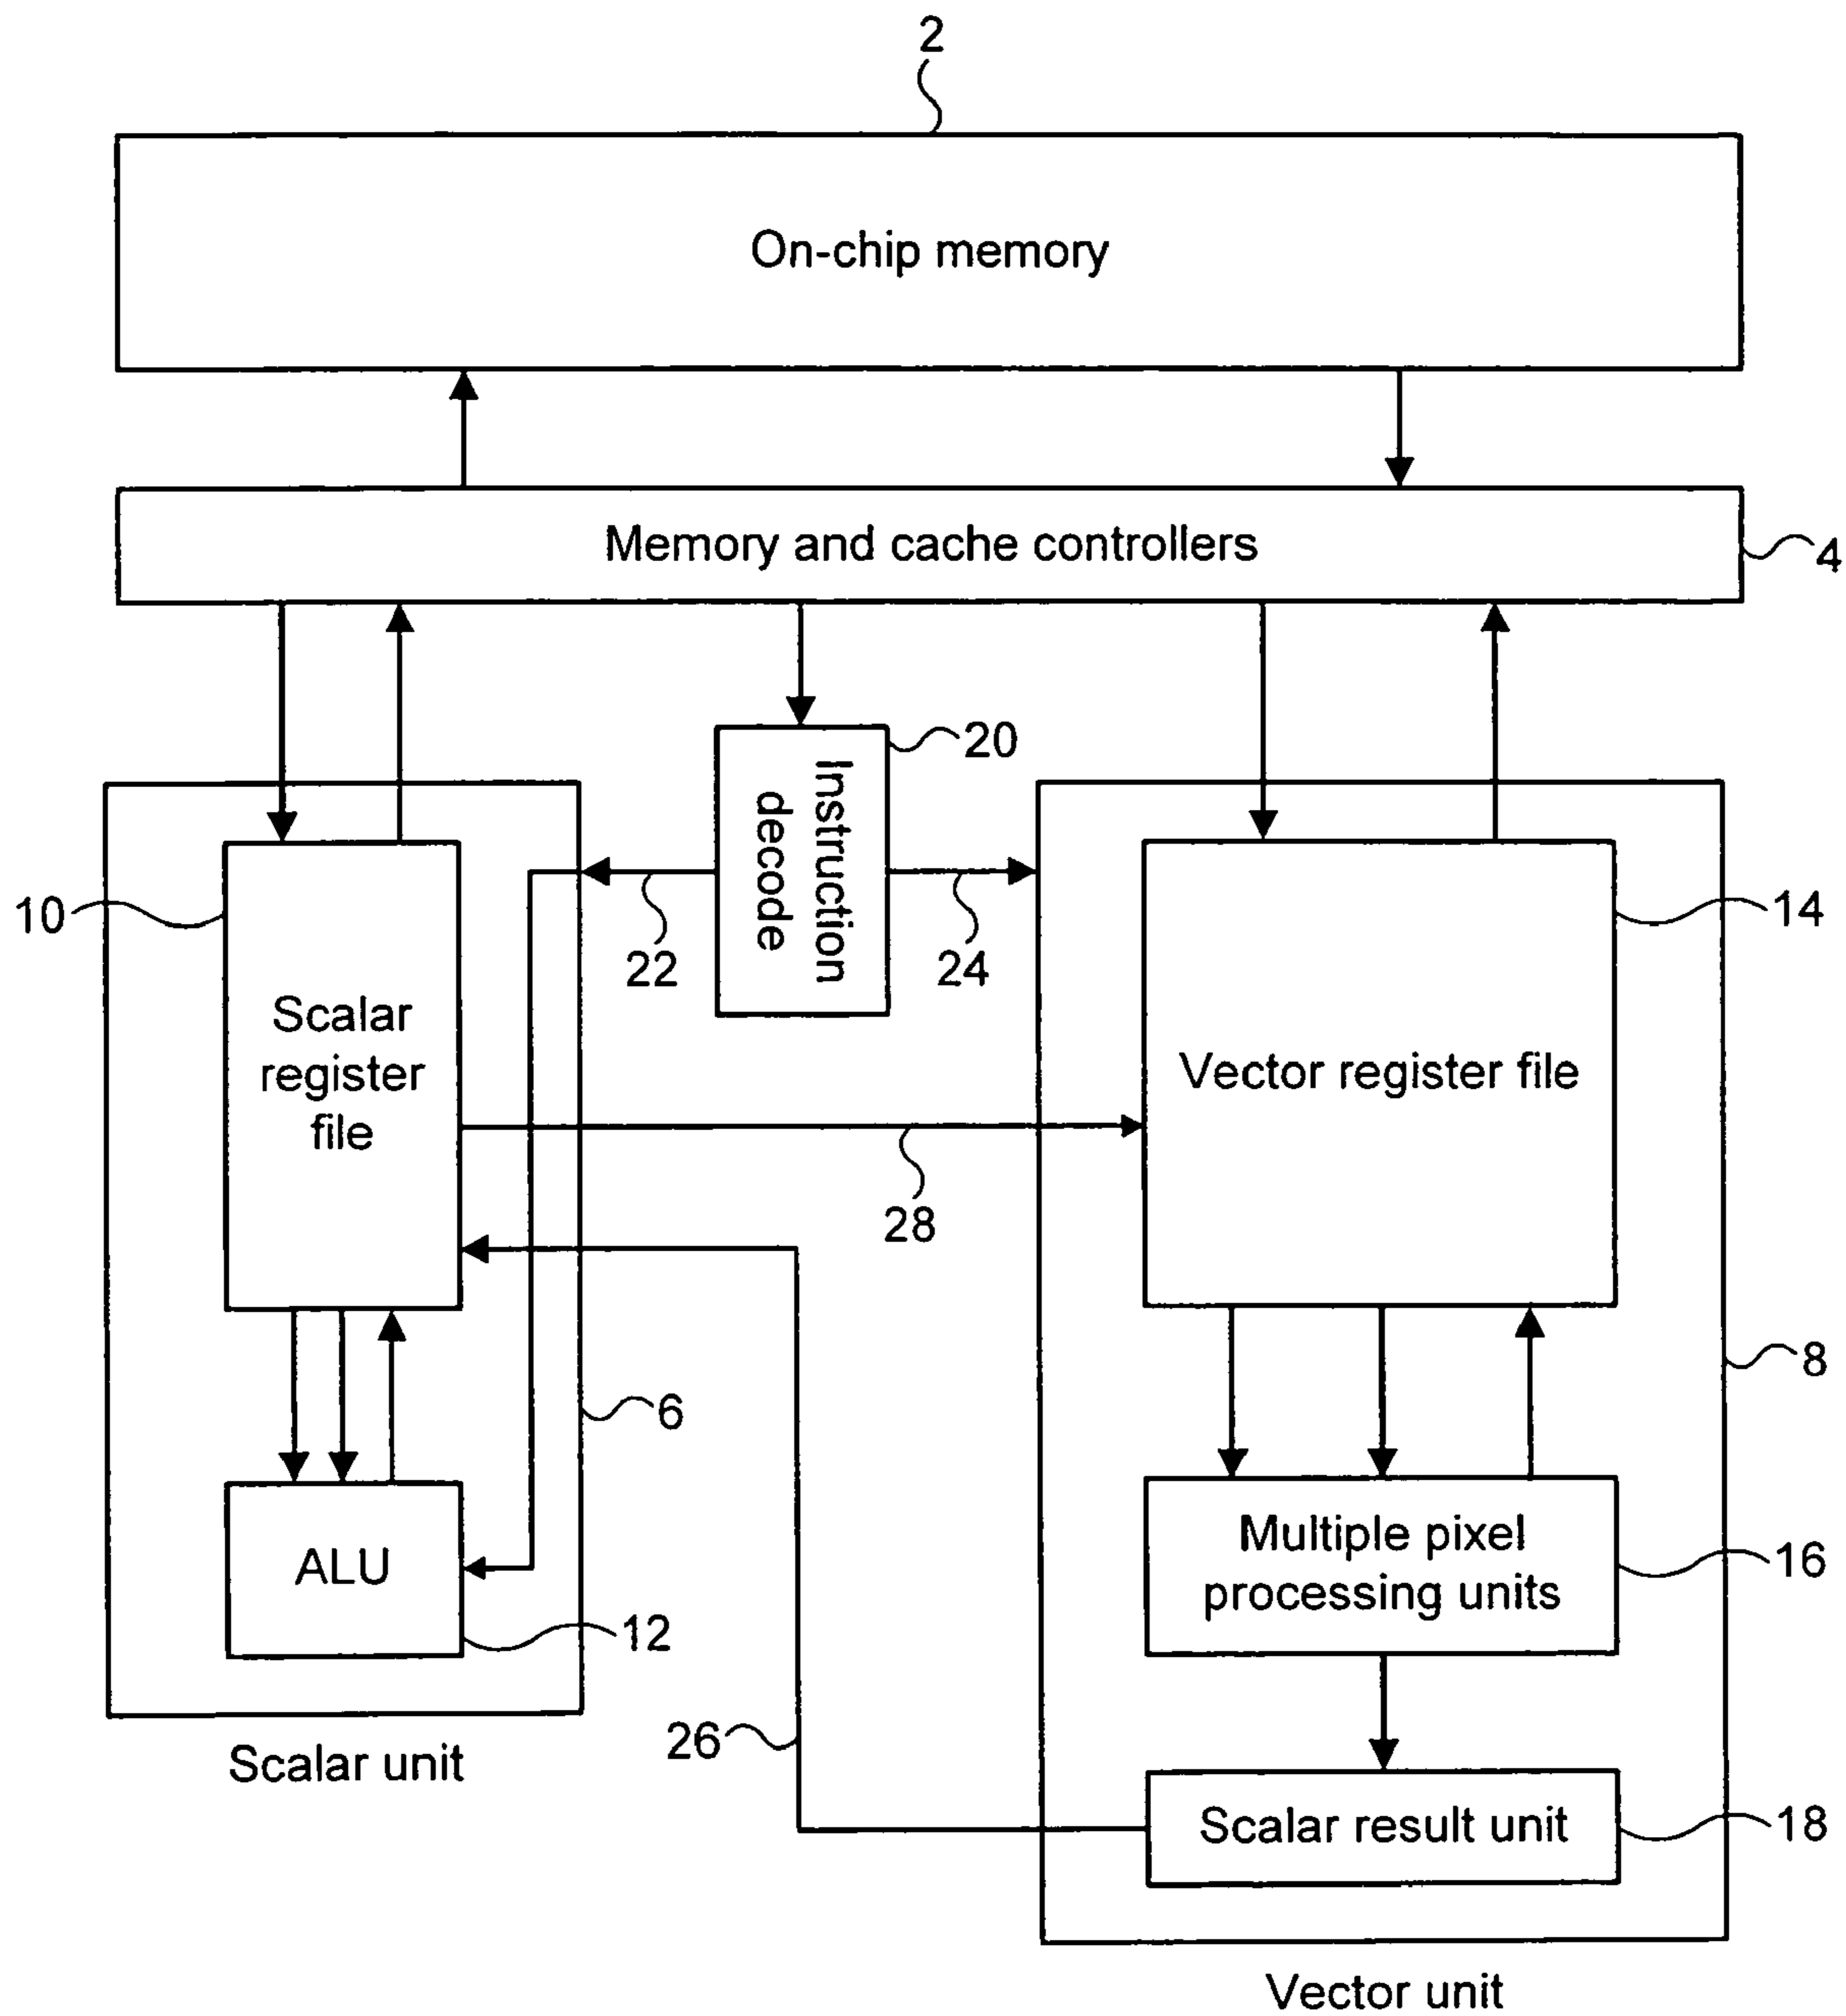 2
On-chip memory
Memory and cache controllers
4
20
Instruction
decode
10
22
24
14
Scalar
register
file
Vector register file
28
8
6
Multiple pixel
processing units
16
ALU
12
26
Scalar unit
Scalar result unit
18
Vector unit